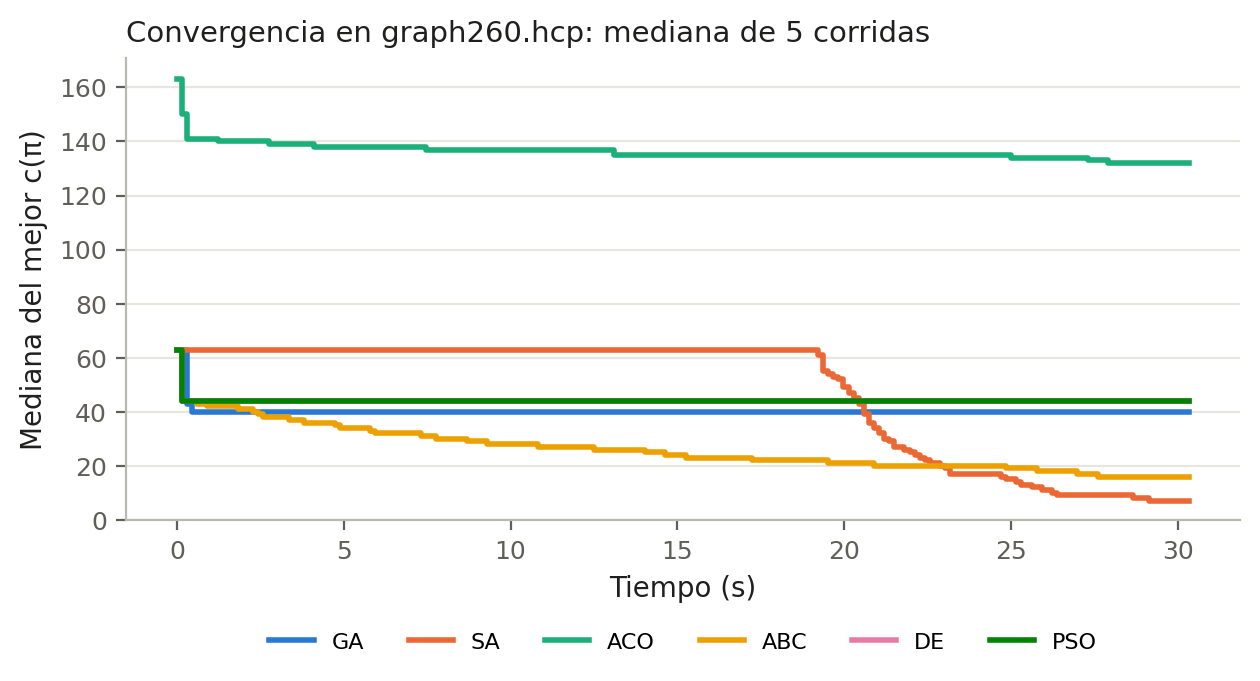 Convergencia en graph260.hcp: mediana de 5 corridas
Mediana del mejor c(π)
160
140
120
100
80
60
40
20
0
0 5 10 15 20 25 30
Tiempo (s)
GA SA ACO ABC DE PSO